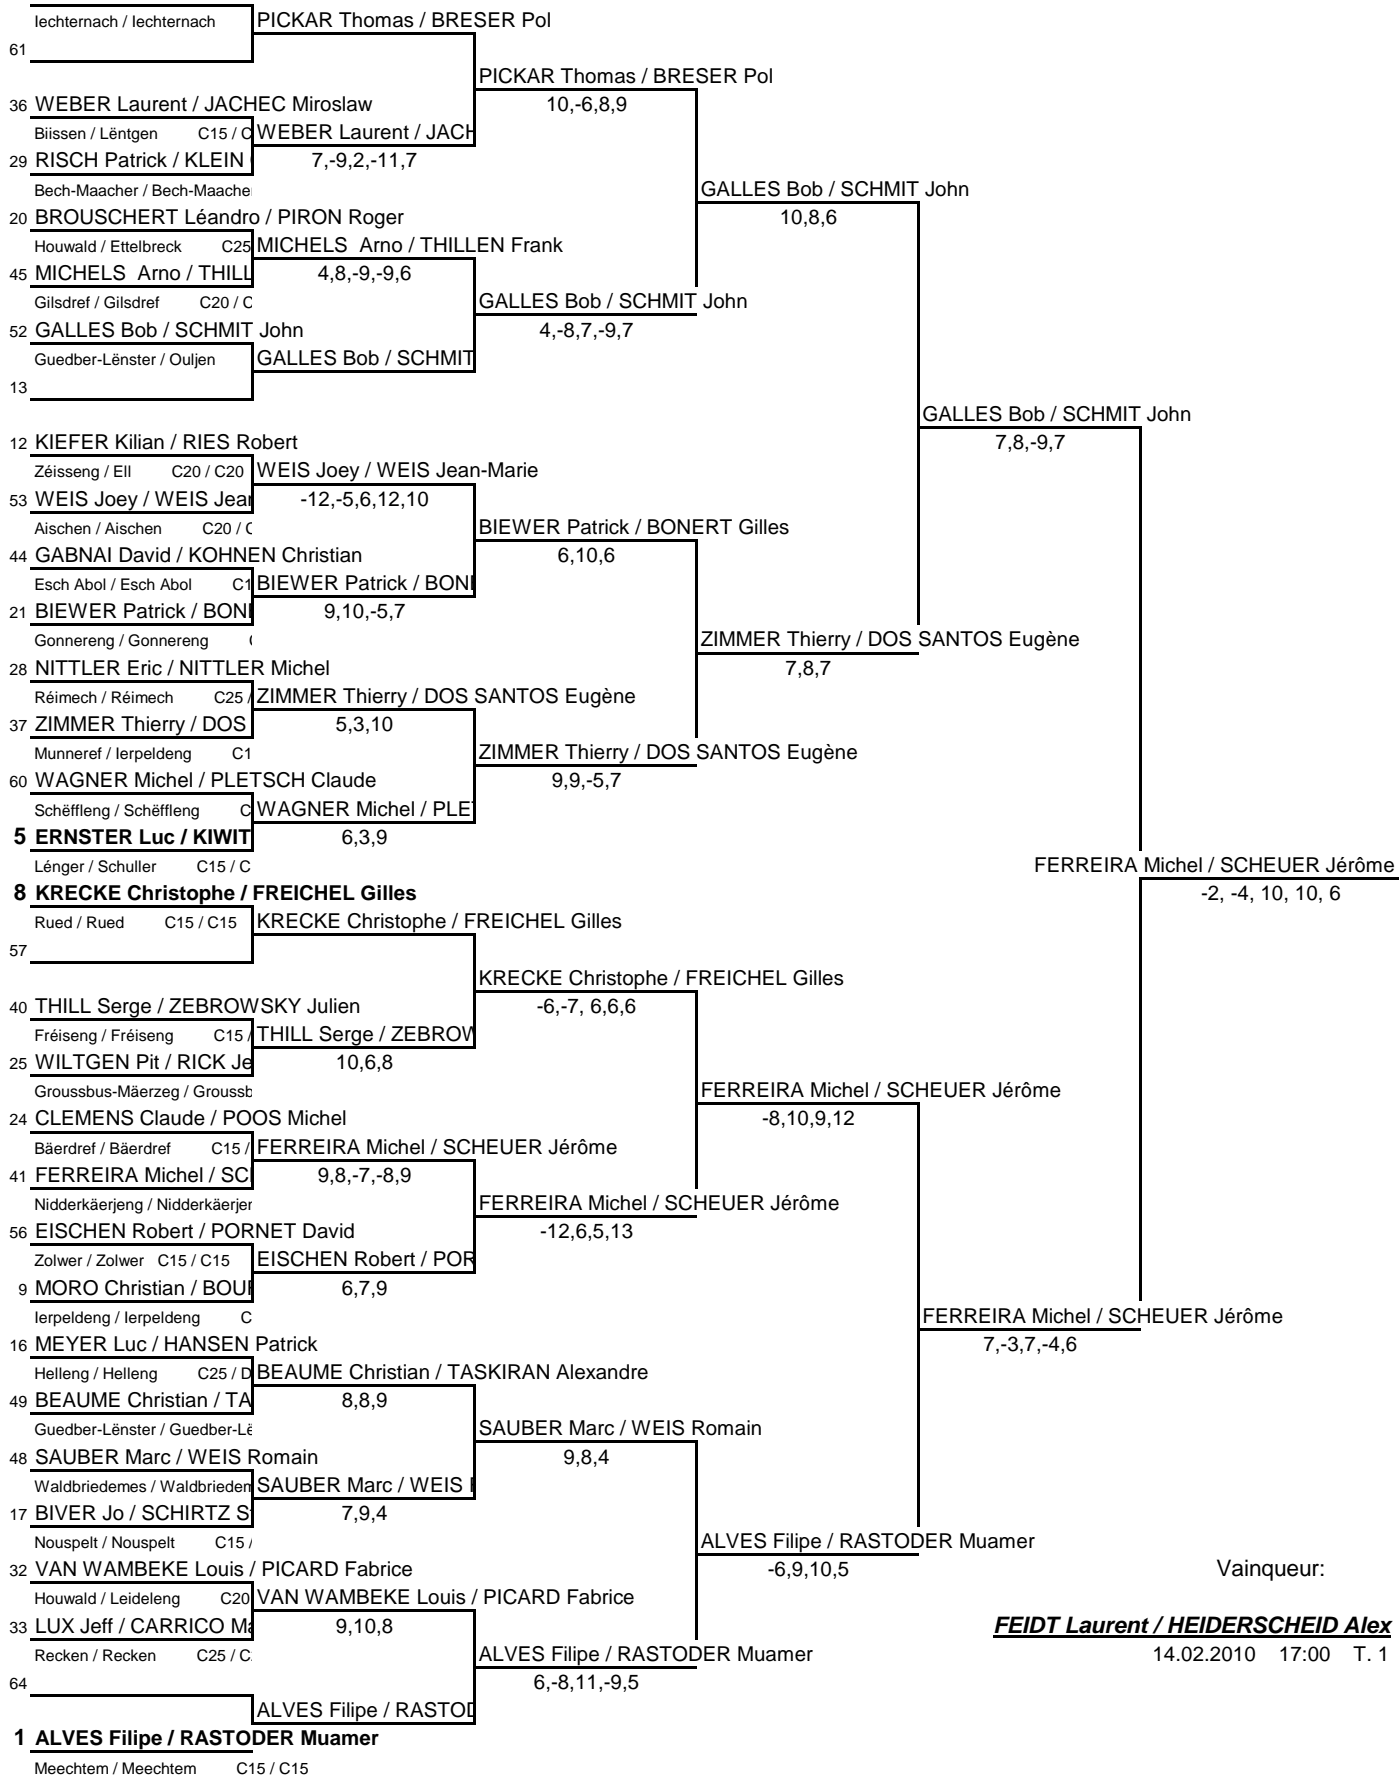 Iechternach / Iechternach PICKAR Thomas / BRESER Pol
61
PICKAR Thomas / BRESER Pol
36 WEBER Laurent / JACHEC Miroslaw 10,-6,8,9
Biissen / Lëntgen C15 / C WEBER Laurent / JACH
29 RISCH Patrick / KLEIN 7,-9,2,-11,7
Bech-Maacher / Bech-Maacher GALLES Bob / SCHMIT John
20 BROUSCHERT Léandro / PIRON Roger 10,8,6
Houwald / Ettelbreck C25 MICHELS Arno / THILLEN Frank
45 MICHELS Arno / THILL 4,8,-9,-9,6
Gilsdref / Gilsdref C20 / C GALLES Bob / SCHMIT John
52 GALLES Bob / SCHMIT John 4,-8,7,-9,7
Guedber-Lënster / Ouljen GALLES Bob / SCHMIT
13
GALLES Bob / SCHMIT John
12 KIEFER Kilian / RIES Robert 7,8,-9,7
Zéisseng / Ell C20 / C20 WEIS Joey / WEIS Jean-Marie
53 WEIS Joey / WEIS Jean -12,-5,6,12,10
Aischen / Aischen C20 / C BIEWER Patrick / BONERT Gilles
44 GABNAI David / KOHNEN Christian 6,10,6
Esch Abol / Esch Abol C1 BIEWER Patrick / BONE
21 BIEWER Patrick / BONE 9,10,-5,7
Gonnereng / Gonnereng ZIMMER Thierry / DOS SANTOS Eugène
28 NITTLER Eric / NITTLER Michel 7,8,7
Réimech / Réimech C25 / ZIMMER Thierry / DOS SANTOS Eugène
37 ZIMMER Thierry / DOS 5,3,10
Munneref / Ierpeldeng C1 ZIMMER Thierry / DOS SANTOS Eugène
60 WAGNER Michel / PLETSCH Claude 9,9,-5,7
Schëffleng / Schëffleng C WAGNER Michel / PLET
5 ERNSTER Luc / KIWIT 6,3,9
Lénger / Schuller C15 / C FERREIRA Michel / SCHEUER Jérôme
8 KRECKE Christophe / FREICHEL Gilles -2, -4, 10, 10, 6
Rued / Rued C15 / C15 KRECKE Christophe / FREICHEL Gilles
57
KRECKE Christophe / FREICHEL Gilles
40 THILL Serge / ZEBROWSKY Julien -6,-7, 6,6,6
Fréiseng / Fréiseng C15 / THILL Serge / ZEBROW
25 WILTGEN Pit / RICK Je 10,6,8
Groussbus-Mäerzeg / Groussb FERREIRA Michel / SCHEUER Jérôme
24 CLEMENS Claude / POOS Michel -8,10,9,12
Bäerdref / Bäerdref C15 / FERREIRA Michel / SCHEUER Jérôme
41 FERREIRA Michel / SCH 9,8,-7,-8,9
Nidderkäerjeng / Nidderkäerjen FERREIRA Michel / SCHEUER Jérôme
56 EISCHEN Robert / PORNET David -12,6,5,13
Zolwer / Zolwer C15 / C15 EISCHEN Robert / POR
9 MORO Christian / BOUR 6,7,9
Ierpeldeng / Ierpeldeng C FERREIRA Michel / SCHEUER Jérôme
16 MEYER Luc / HANSEN Patrick 7,-3,7,-4,6
Helleng / Helleng C25 / D BEAUME Christian / TASKIRAN Alexandre
49 BEAUME Christian / TA 8,8,9
Guedber-Lënster / Guedber-Lë SAUBER Marc / WEIS Romain
48 SAUBER Marc / WEIS Romain 9,8,4
Waldbriedemes / Waldbriedem SAUBER Marc / WEIS
17 BIVER Jo / SCHIRTZ S 7,9,4
Nouspelt / Nouspelt C15 / ALVES Filipe / RASTODER Muamer
32 VAN WAMBEKE Louis / PICARD Fabrice -6,9,10,5 Vainqueur:
Houwald / Leideleng C20 VAN WAMBEKE Louis / PICARD Fabrice
33 LUX Jeff / CARRICO Ma 9,10,8 FEIDT Laurent / HEIDERSCHEID Alex
Recken / Recken C25 / C ALVES Filipe / RASTODER Muamer 14.02.2010 17:00 T. 1
64 6,-8,11,-9,5
ALVES Filipe / RASTOD
1 ALVES Filipe / RASTODER Muamer
Meechtem / Meechtem C15 / C15